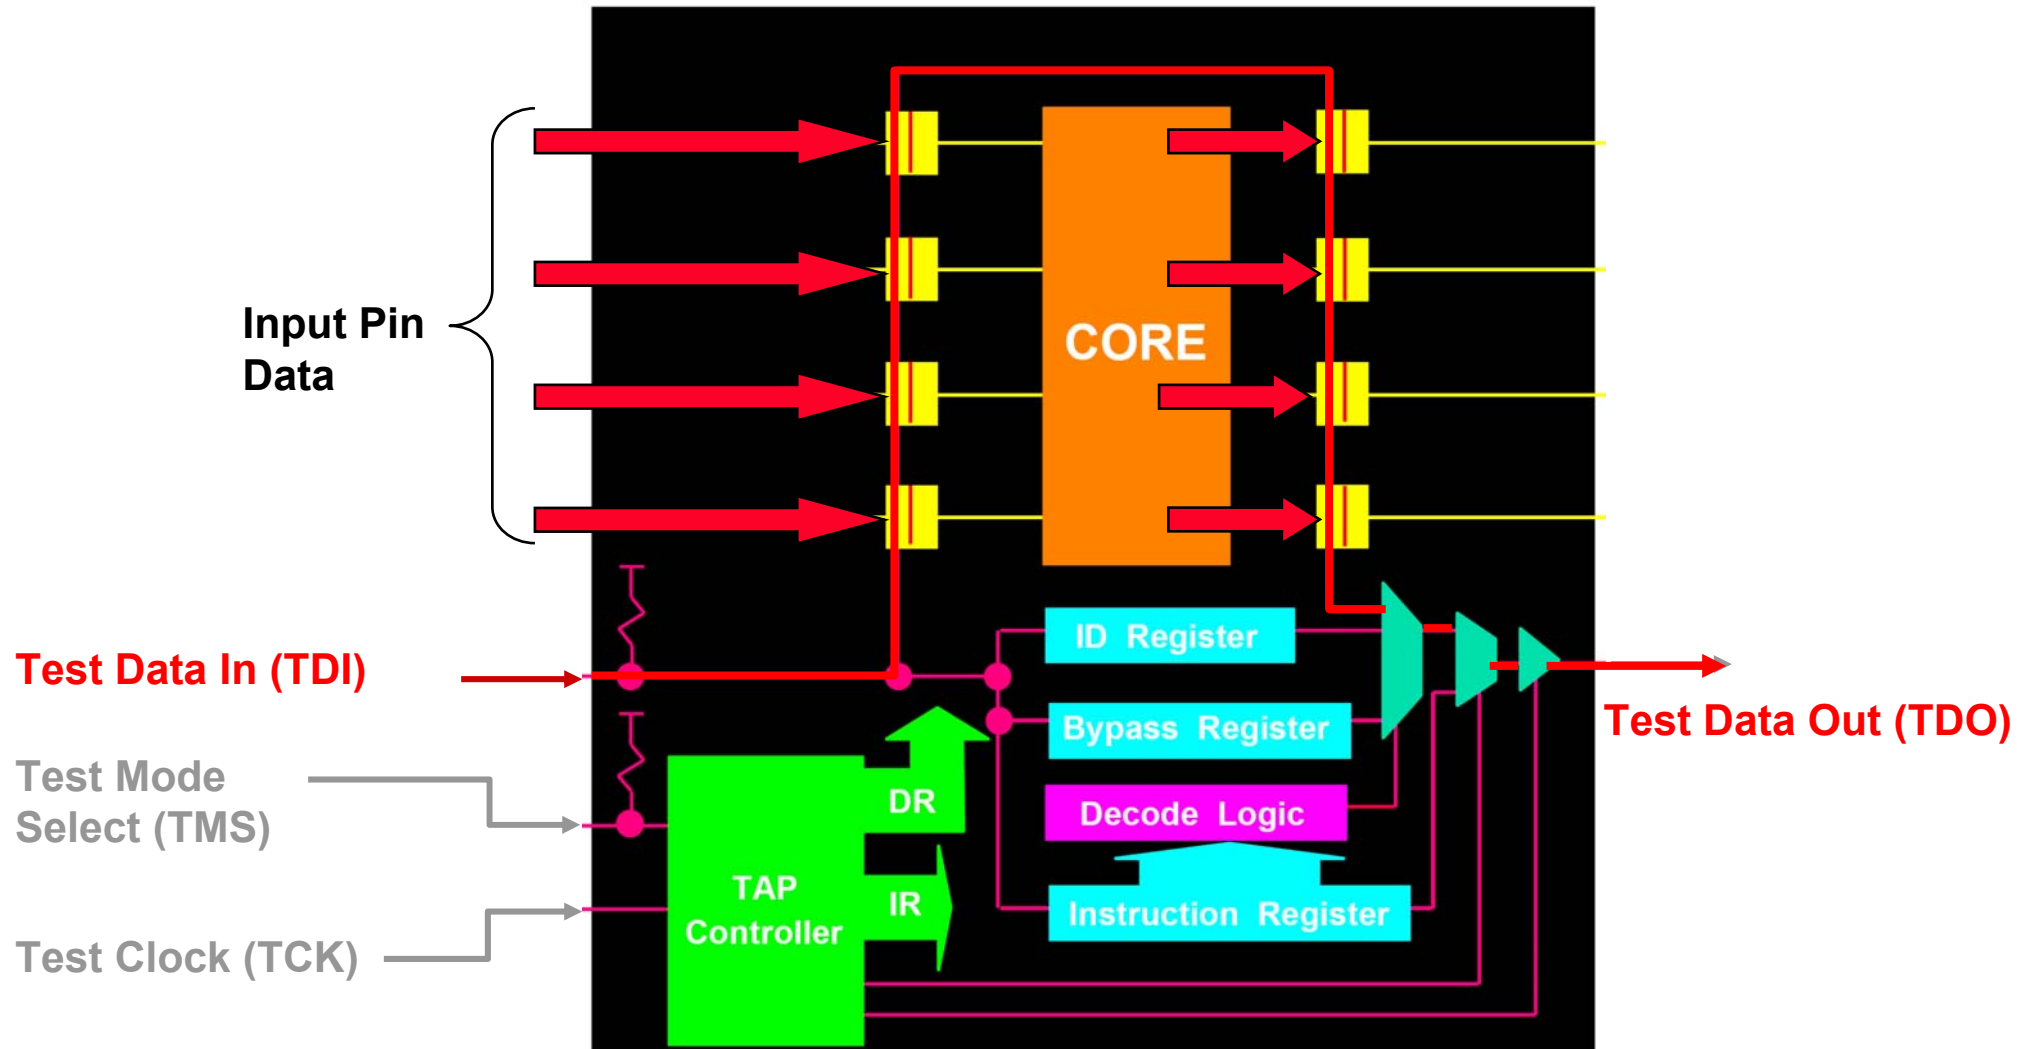 CORE
Input Pin
Data
ID Register
Test Data In (TDI)
Bypass Register
Test Data Out (TDO)
Test Mode
Select (TMS)
DR
Decode Logic
TAP
Controller
IR
Instruction Register
Test Clock (TCK)